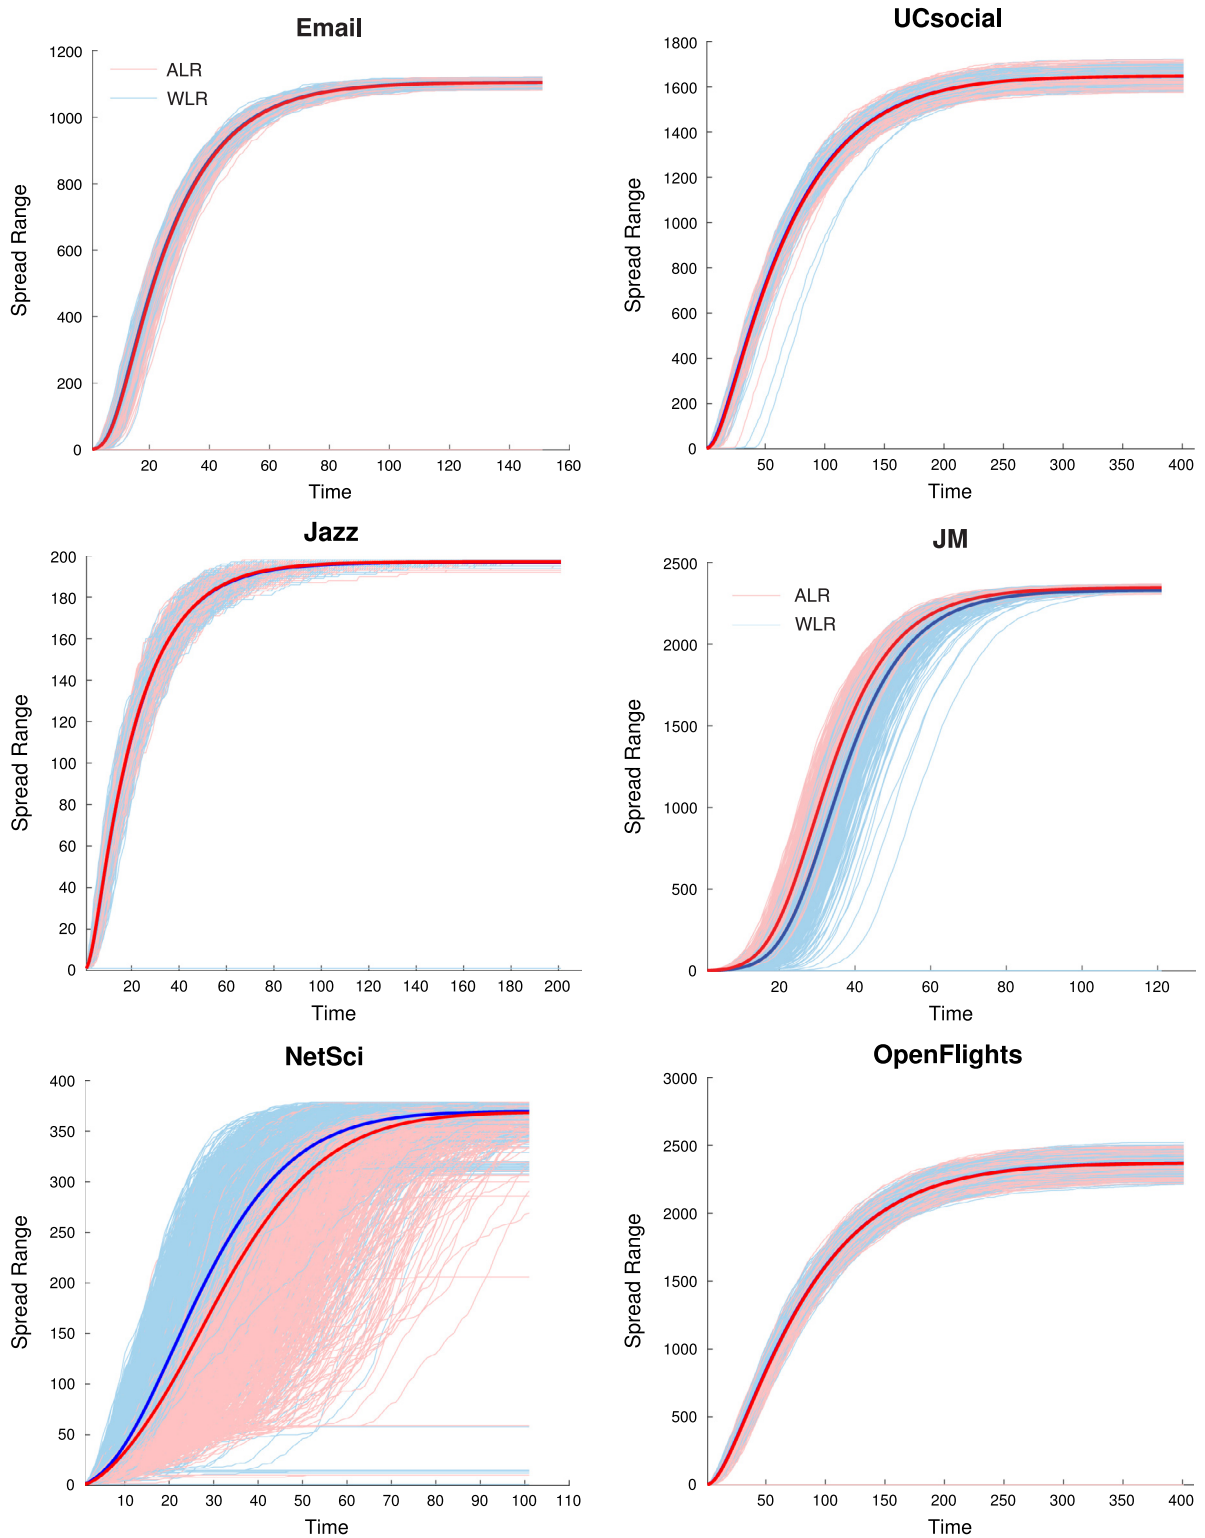 Email
1200
1000
800
600
400
200
0
ALR
WLR
Spread Range
20 40 60 80 100 120 140 160
Time
UCsocial
1800
1600
1400
1200
1000
800
600
400
200
0
Spread Range
50 100 150 200 250 300 350 400
Time
Jazz
200
180
160
140
120
100
80
60
40
20
0
Spread Range
20 40 60 80 100 120 140 160 180 200
Time
JM
2500
2000
1500
1000
500
0
ALR
WLR
Spread Range
20 40 60 80 100 120
Time
NetSci
400
350
300
250
200
150
100
50
0
Spread Range
10 20 30 40 50 60 70 80 90 100 110
Time
OpenFlights
3000
2500
2000
1500
1000
500
0
Spread Range
50 100 150 200 250 300 350 400
Time